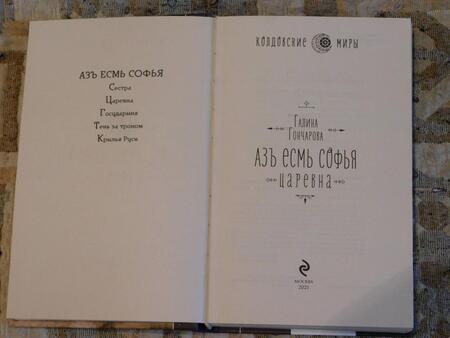 АЗЪ ЕСМЬ СОФЬЯ
Сестра
Царевна
Государыня
Тень за троном
Крылья Руси
КОЛДОВСКИЕ МИРЫ
ГАЛИНА
ГОНЧАРОВА
АЗЪ ЕСМЬ СОФЬЯ
ЦАРЕВНА
МОСКВА
2021